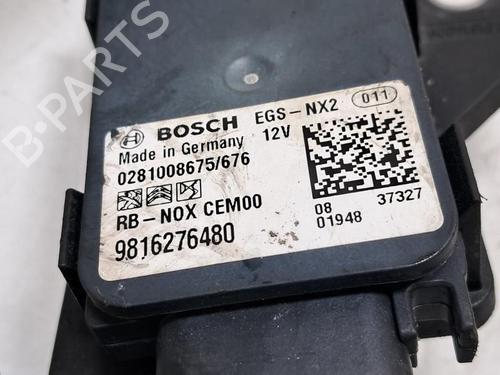 BOSCH EGS-NX2 011
Made in Germany 12V
0281008675/676
RB-NOX CEM00
9816276480
08 37327
01948
B-PARTS